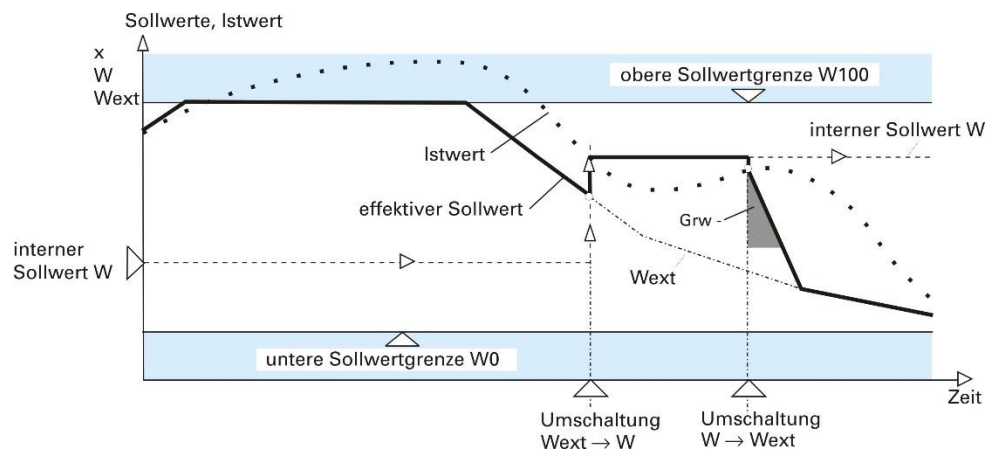 Sollwerte, Istwert
x
W
Wext
obere Sollwertgrenze W100
interner Sollwert W
Istwert
effektiver Sollwert
Grw
interner
Sollwert W
Wext
untere Sollwertgrenze W0
Zeit
Umschaltung
Wext → W
Umschaltung
W → Wext